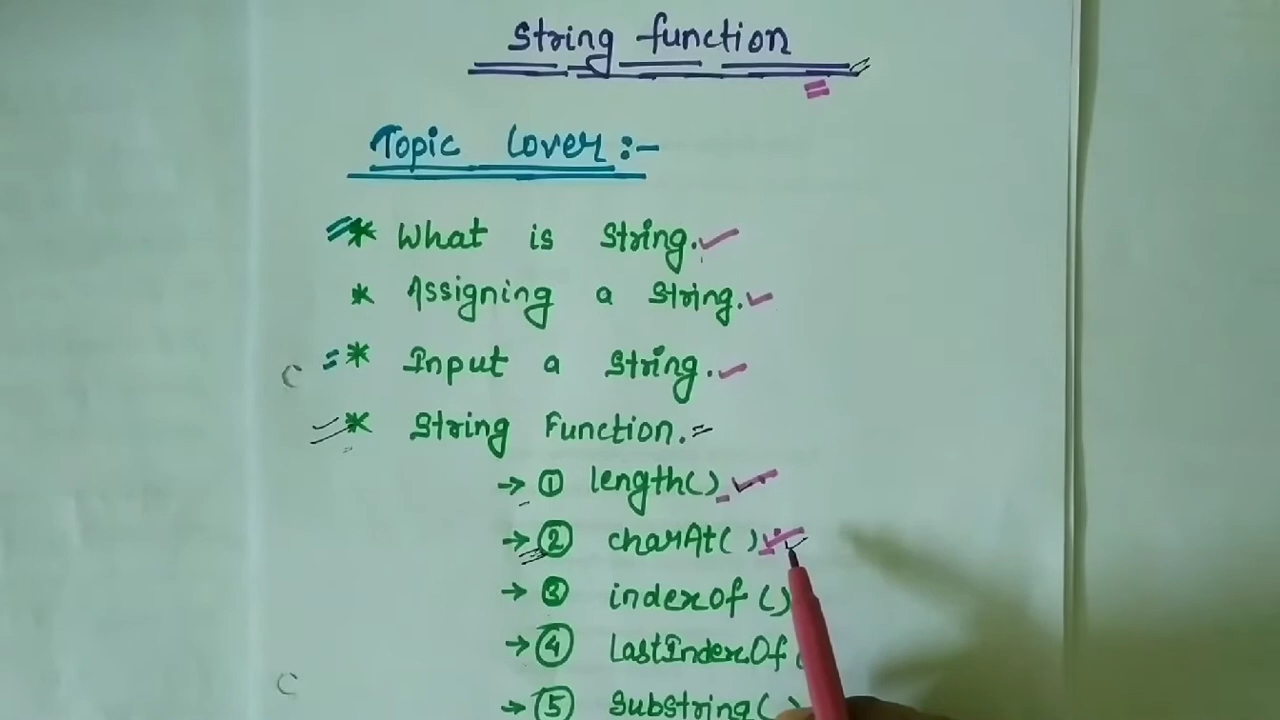 String function
Topic Cover :-
* What is String.
* Assigning a String.
* Input a String.
* String Function.
→ ① length()
→ ② charAt( )
→ ③ indexOf ()
→ ④ LastIndexOf (
→ ⑤ Substring( )